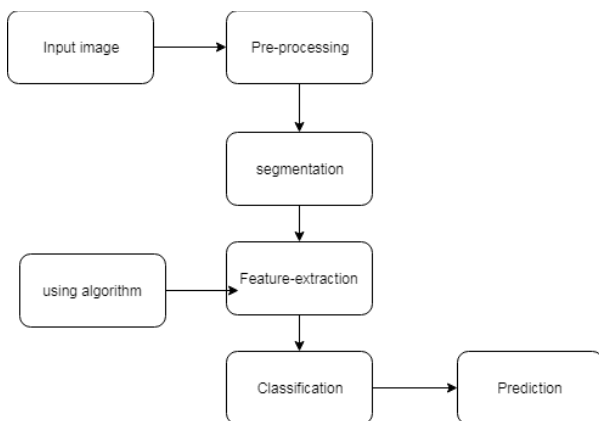 Input image
Pre-processing
segmentation
using algorithm
Feature-extraction
Classification
Prediction